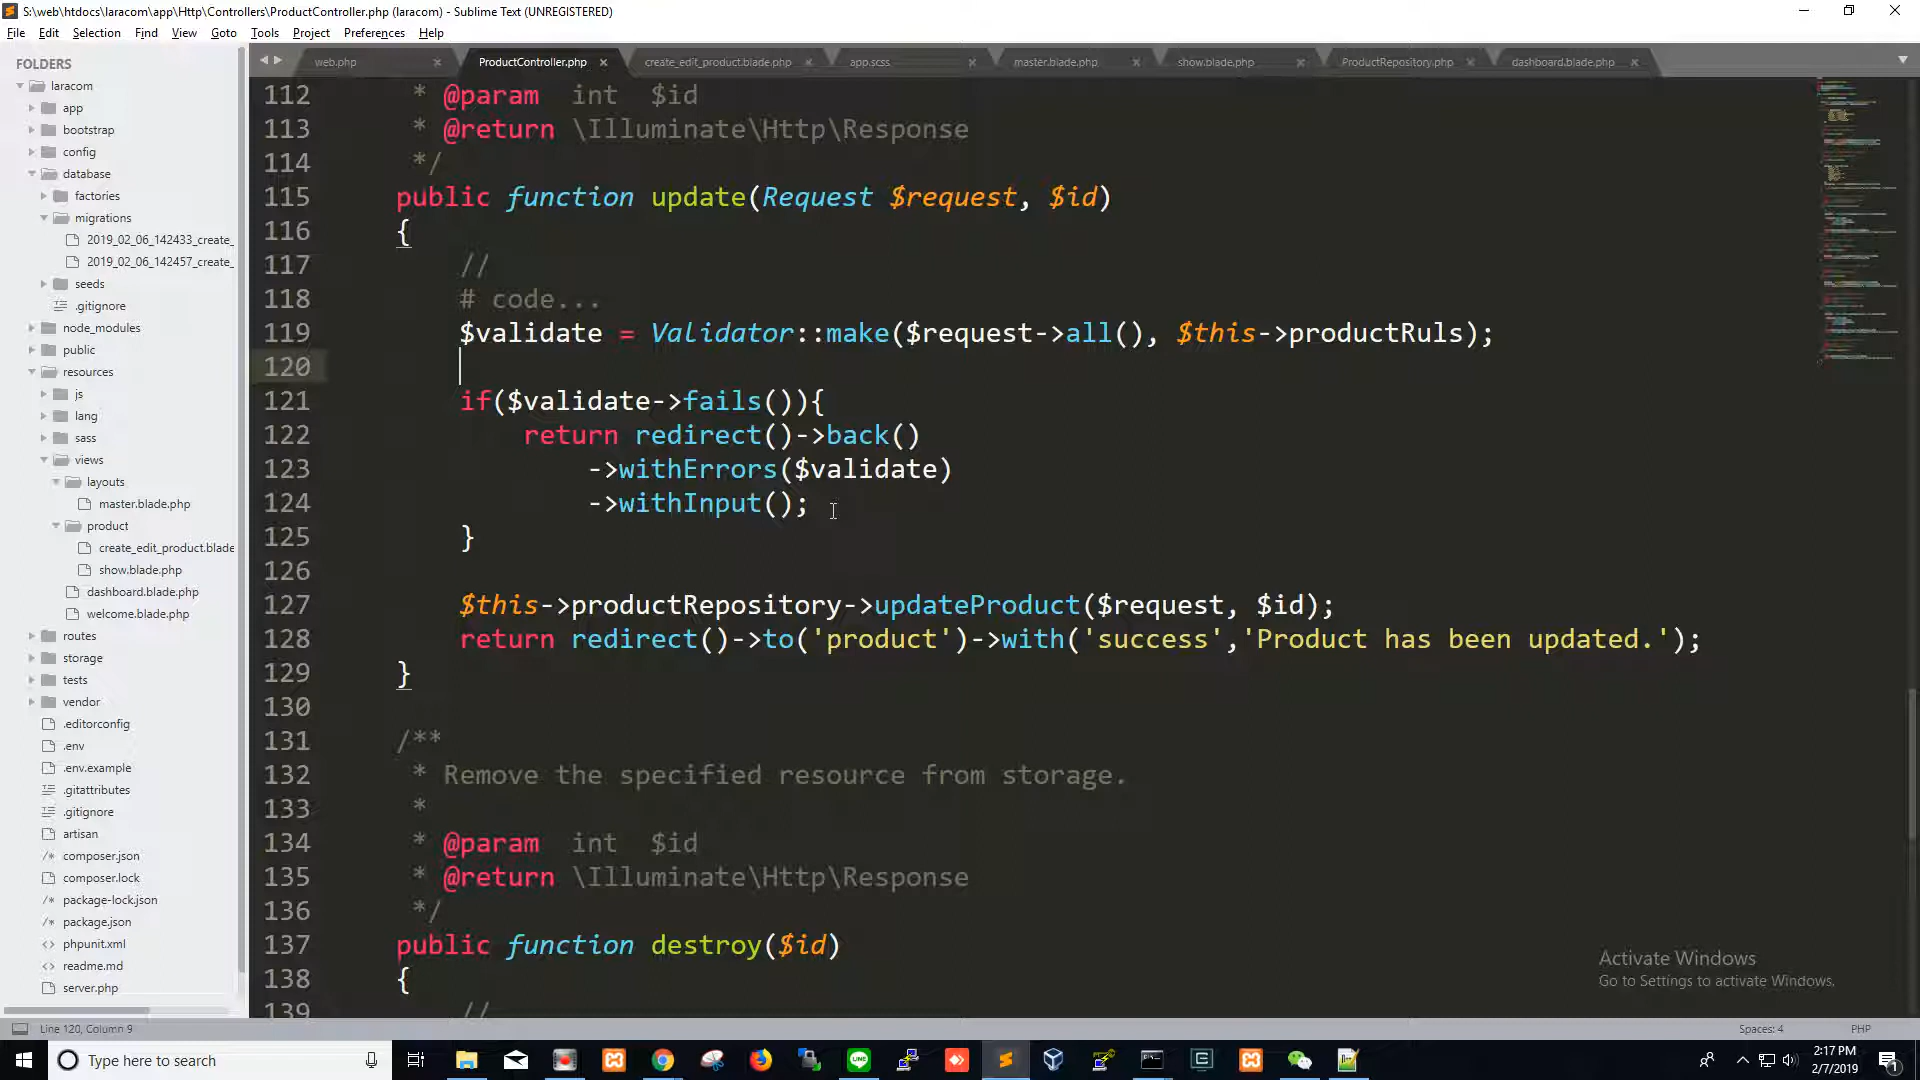 S:\web\htdocs\laracom\app\Http\Controllers\ProductController.php (laracom) - Sublime Text (UNREGISTERED)
File Edit Selection Find View Goto Tools Project Preferences Help
FOLDERS
laracom
app
bootstrap
config
database
factories
migrations
2019_02_06_142433_create_
2019_02_06_142457_create_
seeds
.gitignore
node_modules
public
resources
js
lang
sass
views
layouts
master.blade.php
product
create_edit_product.blade
show.blade.php
dashboard.blade.php
welcome.blade.php
routes
storage
tests
vendor
.editorconfig
.env
.env.example
.gitattributes
.gitignore
artisan
composer.json
composer.lock
package-lock.json
package.json
phpunit.xml
readme.md
server.php
web.php ProductController.php create_edit_product.blade.php app.scss master.blade.php show.blade.php ProductRepository.php dashboard.blade.php
112 * @param int $id
113 * @return \Illuminate\Http\Response
114 */
115 public function update(Request $request, $id)
116 {
117 //
118 # code...
119 $validate = Validator::make($request->all(), $this->productRuls);
120
121 if($validate->fails()){
122 return redirect()->back()
123 ->withErrors($validate)
124 ->withInput();
125 }
126
127 $this->productRepository->updateProduct($request, $id);
128 return redirect()->to('product')->with('success','Product has been updated.');
129 }
130
131 /**
132 * Remove the specified resource from storage.
133 *
134 * @param int $id
135 * @return \Illuminate\Http\Response
136 */
137 public function destroy($id)
138 {
139 //
Activate Windows
Go to Settings to activate Windows.
Line 120, Column 9 Spaces: 4 PHP
Type here to search
2:17 PM
2/7/2019
1